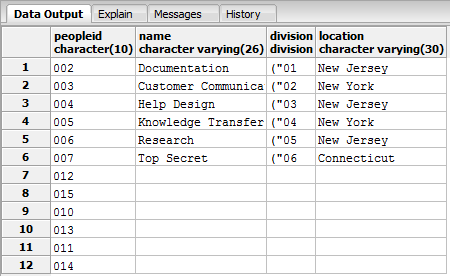 Data Output Explain Messages History
peopleid name division location
character(10) character varying(26) division character varying(30)
1 002 Documentation ("01 New Jersey
2 003 Customer Communica ("02 New York
3 004 Help Design ("03 New Jersey
4 005 Knowledge Transfer ("04 New York
5 006 Research ("05 New Jersey
6 007 Top Secret ("06 Connecticut
7 012
8 015
9 010
10 013
11 011
12 014